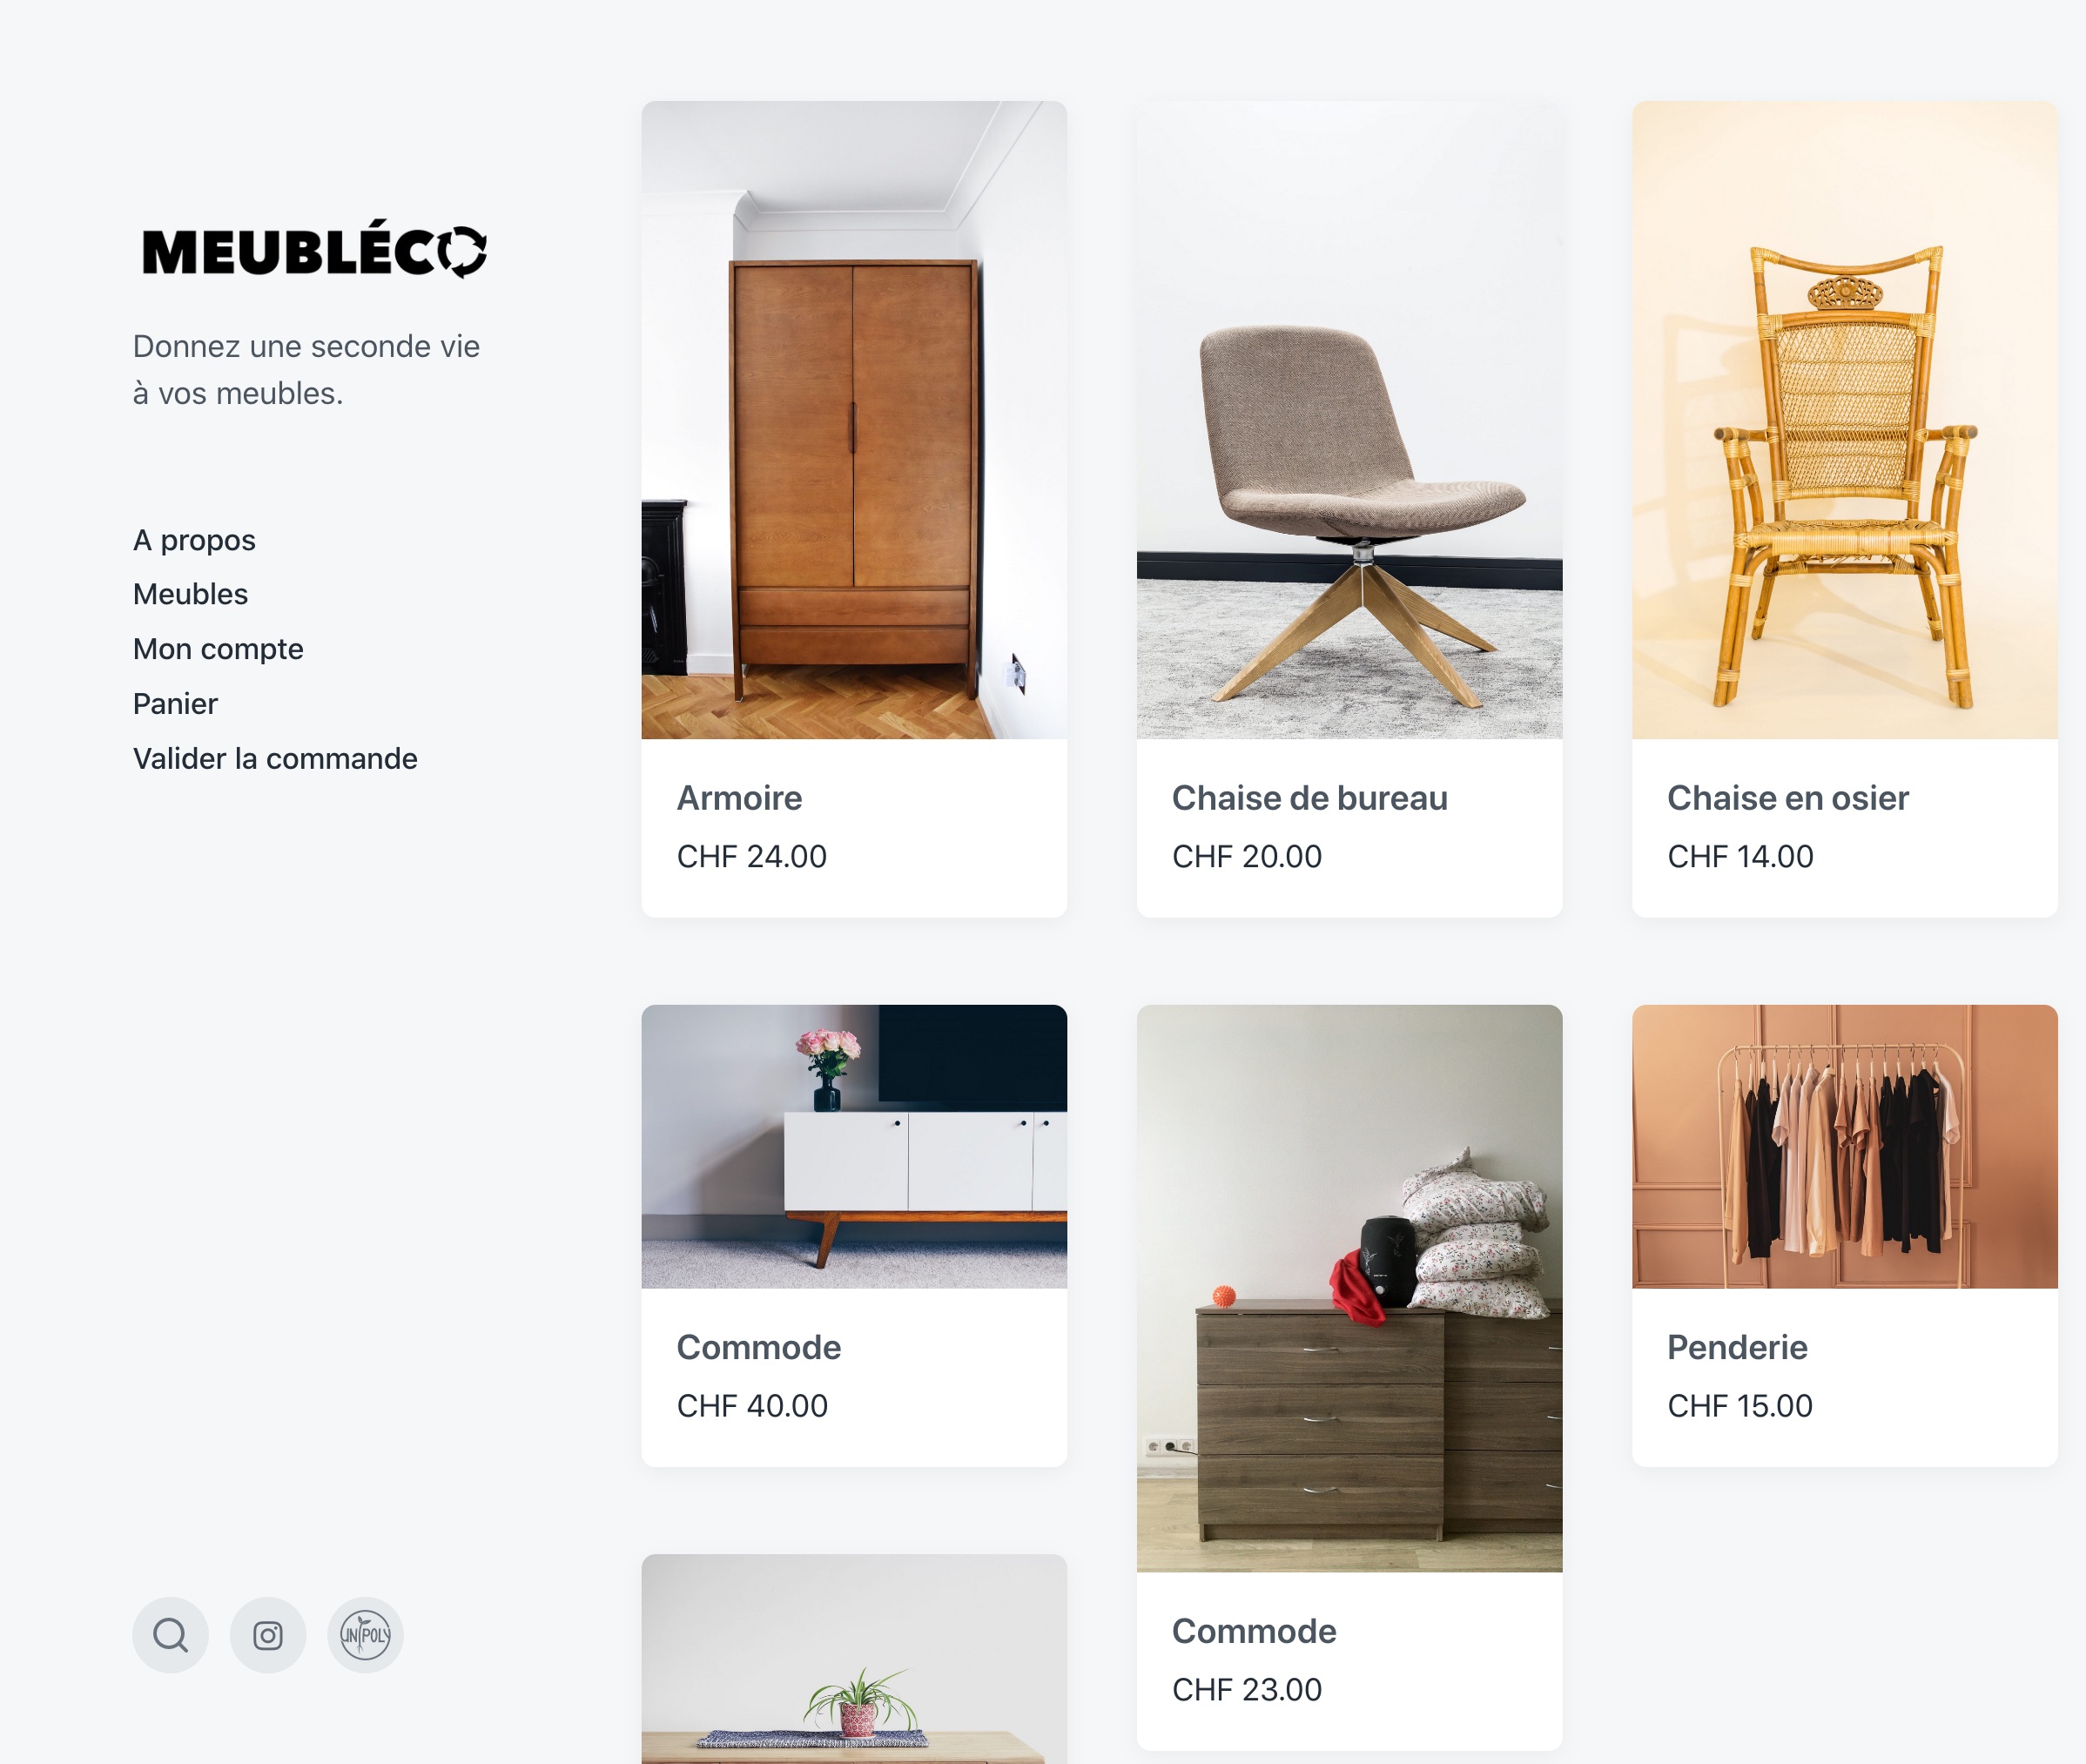 MEUBLÉCO
Donnez une seconde vie
à vos meubles.
A propos
Meubles
Mon compte
Panier
Valider la commande
Armoire
CHF 24.00
Chaise de bureau
CHF 20.00
Chaise en osier
CHF 14.00
Commode
CHF 40.00
Commode
CHF 23.00
Penderie
CHF 15.00
UNIPOLY